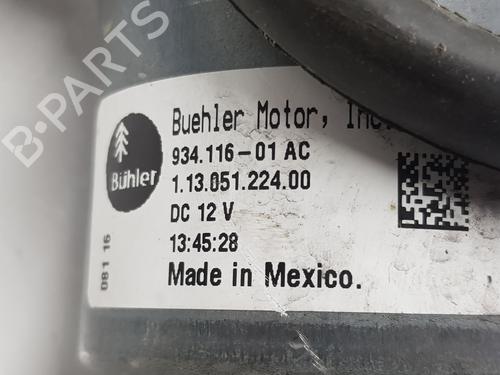 Buehler Motor, Inc.
934.116-01 AC
1.13.051.224.00
DC 12 V
13:45:28
Made in Mexico.
Bühler
081 16
B-PARTS